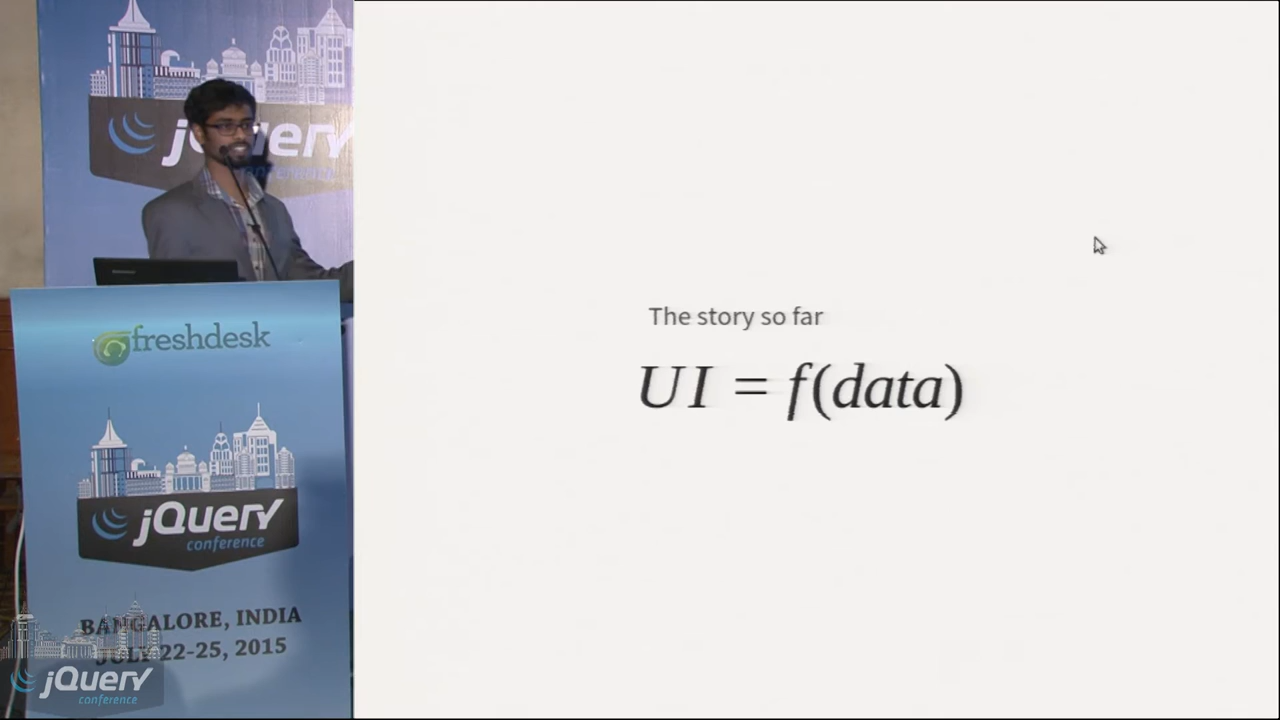 jQuery
conference
freshdesk
jQuery
conference
BANGALORE, INDIA
JULY 22-25, 2015
jQuery
conference
The story so far
UI = f(data)